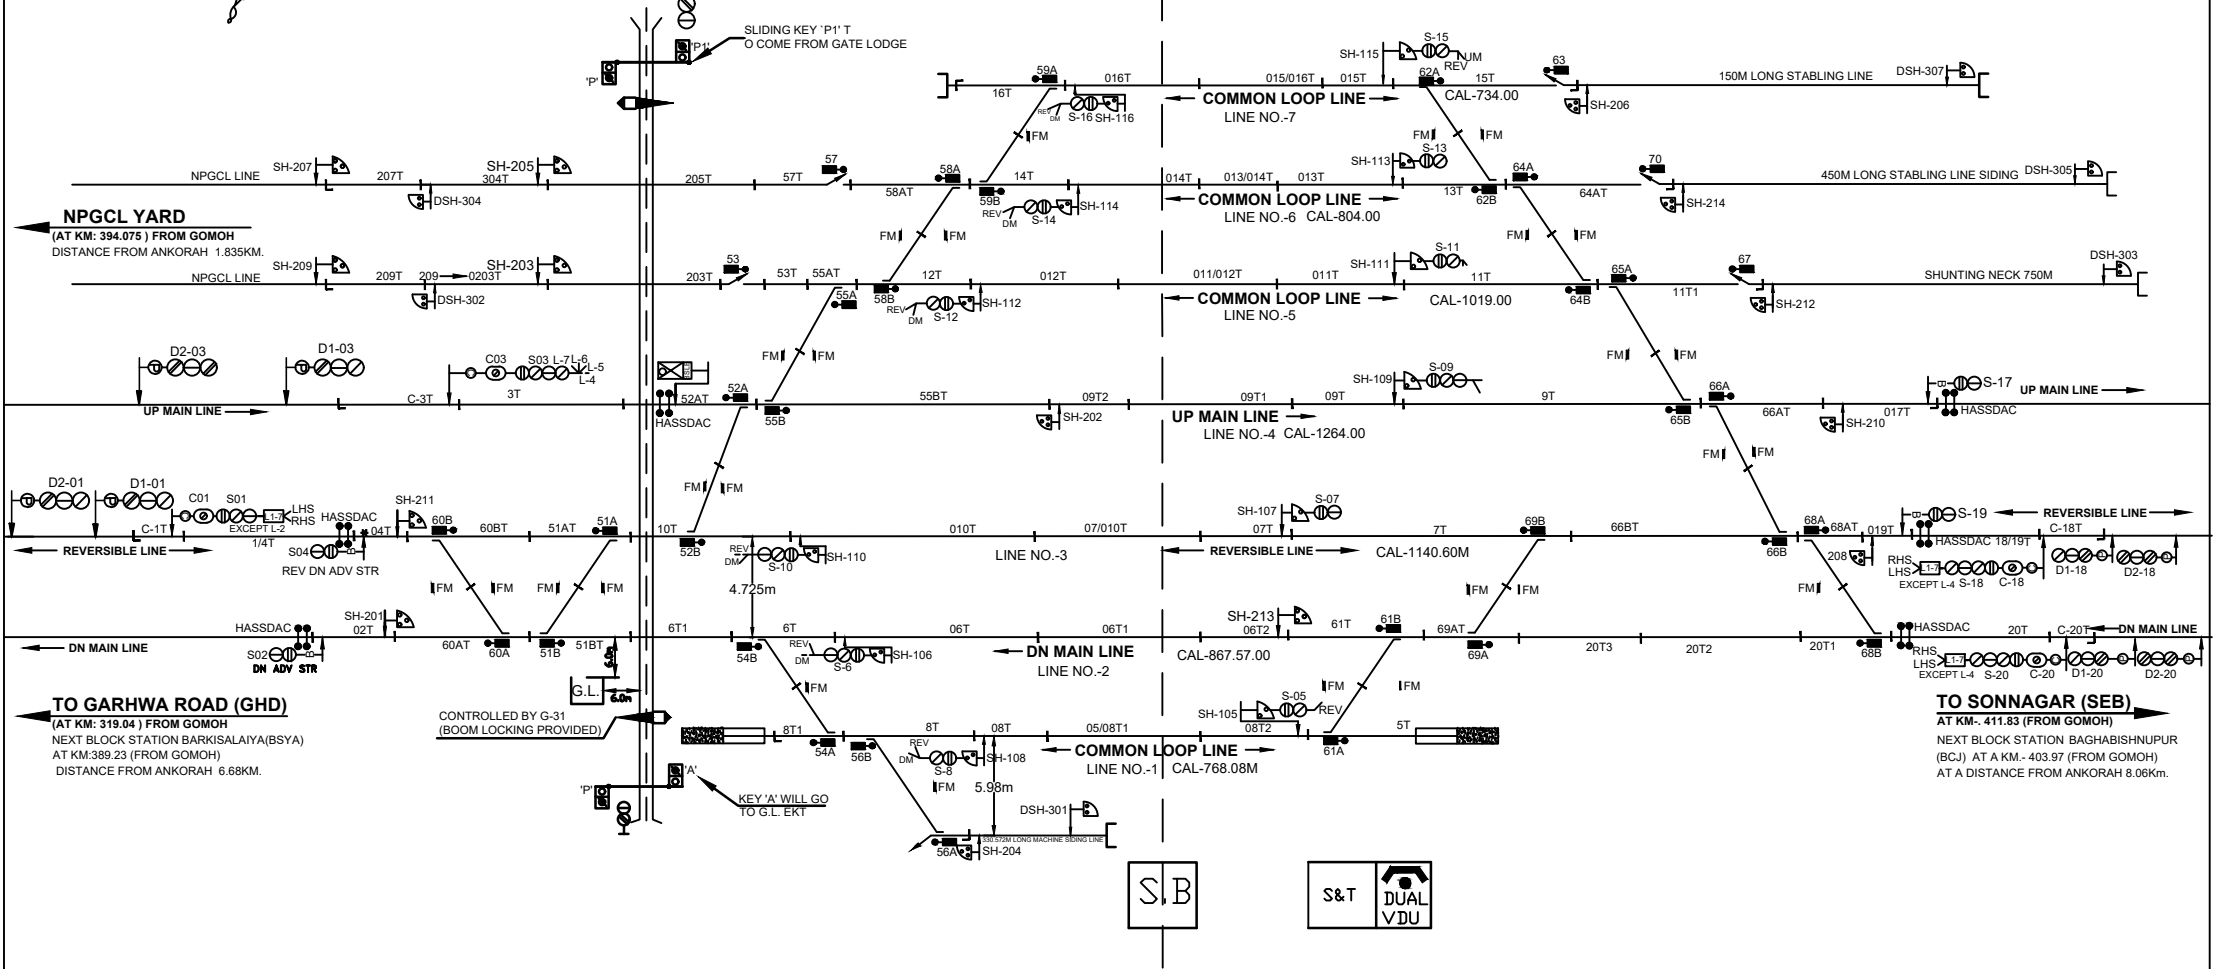 SLIDING KEY `P1' T
O COME FROM GATE LODGE
'P1'
'P'
59A
016T
015/016T
015T
SH-115
S-15
NUM
REV
62A
15T
63
150M LONG STABLING LINE
DSH-307
16T
REV
DM
S-16
SH-116
COMMON LOOP LINE
CAL-734.00
LINE NO.-7
SH-206
FM
FM
FM
SH-207
SH-205
57
NPGCL LINE
207T
304T
205T
57T
58AT
58A
59B
14T
014T
013/014T
013T
SH-113
S-13
13T
62B
64A
64AT
70
450M LONG STABLING LINE SIDING
DSH-305
DSH-304
REV
DM
S-14
SH-114
COMMON LOOP LINE
LINE NO.-6 CAL-804.00
SH-214
NPGCL YARD
(AT KM: 394.075 ) FROM GOMOH
DISTANCE FROM ANKORAH 1.835KM.
FM
FM
FM
FM
SH-209
SH-203
53
NPGCL LINE
209T
209
0203T
203T
53T
55AT
55A
58B
12T
012T
011/012T
011T
SH-111
S-11
11T
64B
65A
11T1
67
SHUNTING NECK 750M
DSH-303
DSH-302
REV
DM
S-12
SH-112
COMMON LOOP LINE
CAL-1019.00
LINE NO.-5
SH-212
D2-03
D1-03
C03
S03
L-7
L-6
L-5
L-4
FM
FM
FM
FM
C-3T
3T
UP MAIN LINE
HASSDAC
52AT
52A
55B
55BT
SH-202
09T2
09T1
09T
SH-109
S-09
9T
65B
66A
66AT
SH-210
017T
S-17
B
HASSDAC
UP MAIN LINE
UP MAIN LINE
LINE NO.-4 CAL-1264.00
FM
FM
FM
FM
D2-01
D1-01
C01
S01
L1-7
LHS
RHS
EXCEPT L-2
HASSDAC
SH-211
C-1T
1/4T
04T
60B
60BT
51AT
51A
10T
52B
010T
07/010T
SH-107
S-07
07T
7T
69B
66BT
66B
68A
68AT
019T
S-19
B
REVERSIBLE LINE
C-18T
HASSDAC 18/19T
REVERSIBLE LINE
S04
B
REV DN ADV STR
REV
DM
S-10
SH-110
LINE NO.-3
REVERSIBLE LINE
CAL-1140.60M
208
RHS
LHS
L1-7
EXCEPT L-4
S-18
C-18
D1-18
D2-18
FM
FM
FM
4.725m
FM
FM
FM
SH-201
HASSDAC
02T
DN MAIN LINE
S02
B
DN ADV STR
60AT
60A
51B
51BT
6.0m
6T1
54B
6T
REV
DM
S-6
SH-106
06T
06T1
SH-213
06T2
61T
61B
69AT
69A
20T3
20T2
20T1
68B
HASSDAC
20T
C-20T
DN MAIN LINE
DN MAIN LINE
LINE NO.-2
CAL-867.57.00
RHS
LHS
L1-7
EXCEPT L-4
S-20
C-20
D1-20
D2-20
G.L.
6.0m
FM
FM
FM
TO GARHWA ROAD (GHD)
(AT KM: 319.04 ) FROM GOMOH
NEXT BLOCK STATION BARKISALAIYA(BSYA)
AT KM:389.23 (FROM GOMOH)
DISTANCE FROM ANKORAH 6.68KM.
CONTROLLED BY G-31
(BOOM LOCKING PROVIDED)
8T1
54A
56B
8T
08T
05/08T1
SH-105
S-05
REV
08T2
61A
5T
REV
DM
S-8
SH-108
COMMON LOOP LINE
LINE NO.-1 CAL-768.08M
TO SONNAGAR (SEB)
AT KM-. 411.83 (FROM GOMOH)
NEXT BLOCK STATION BAGHABISHNUPUR
(BCJ) AT A KM.- 403.97 (FROM GOMOH)
AT A DISTANCE FROM ANKORAH 8.06Km.
'A'
'P'
KEY 'A' WILL GO
TO G.L. EKT
FM
5.98m
DSH-301
330.572M LONG MACHINE SIDING LINE
56A
SH-204
S.B
S&T
DUAL
VDU